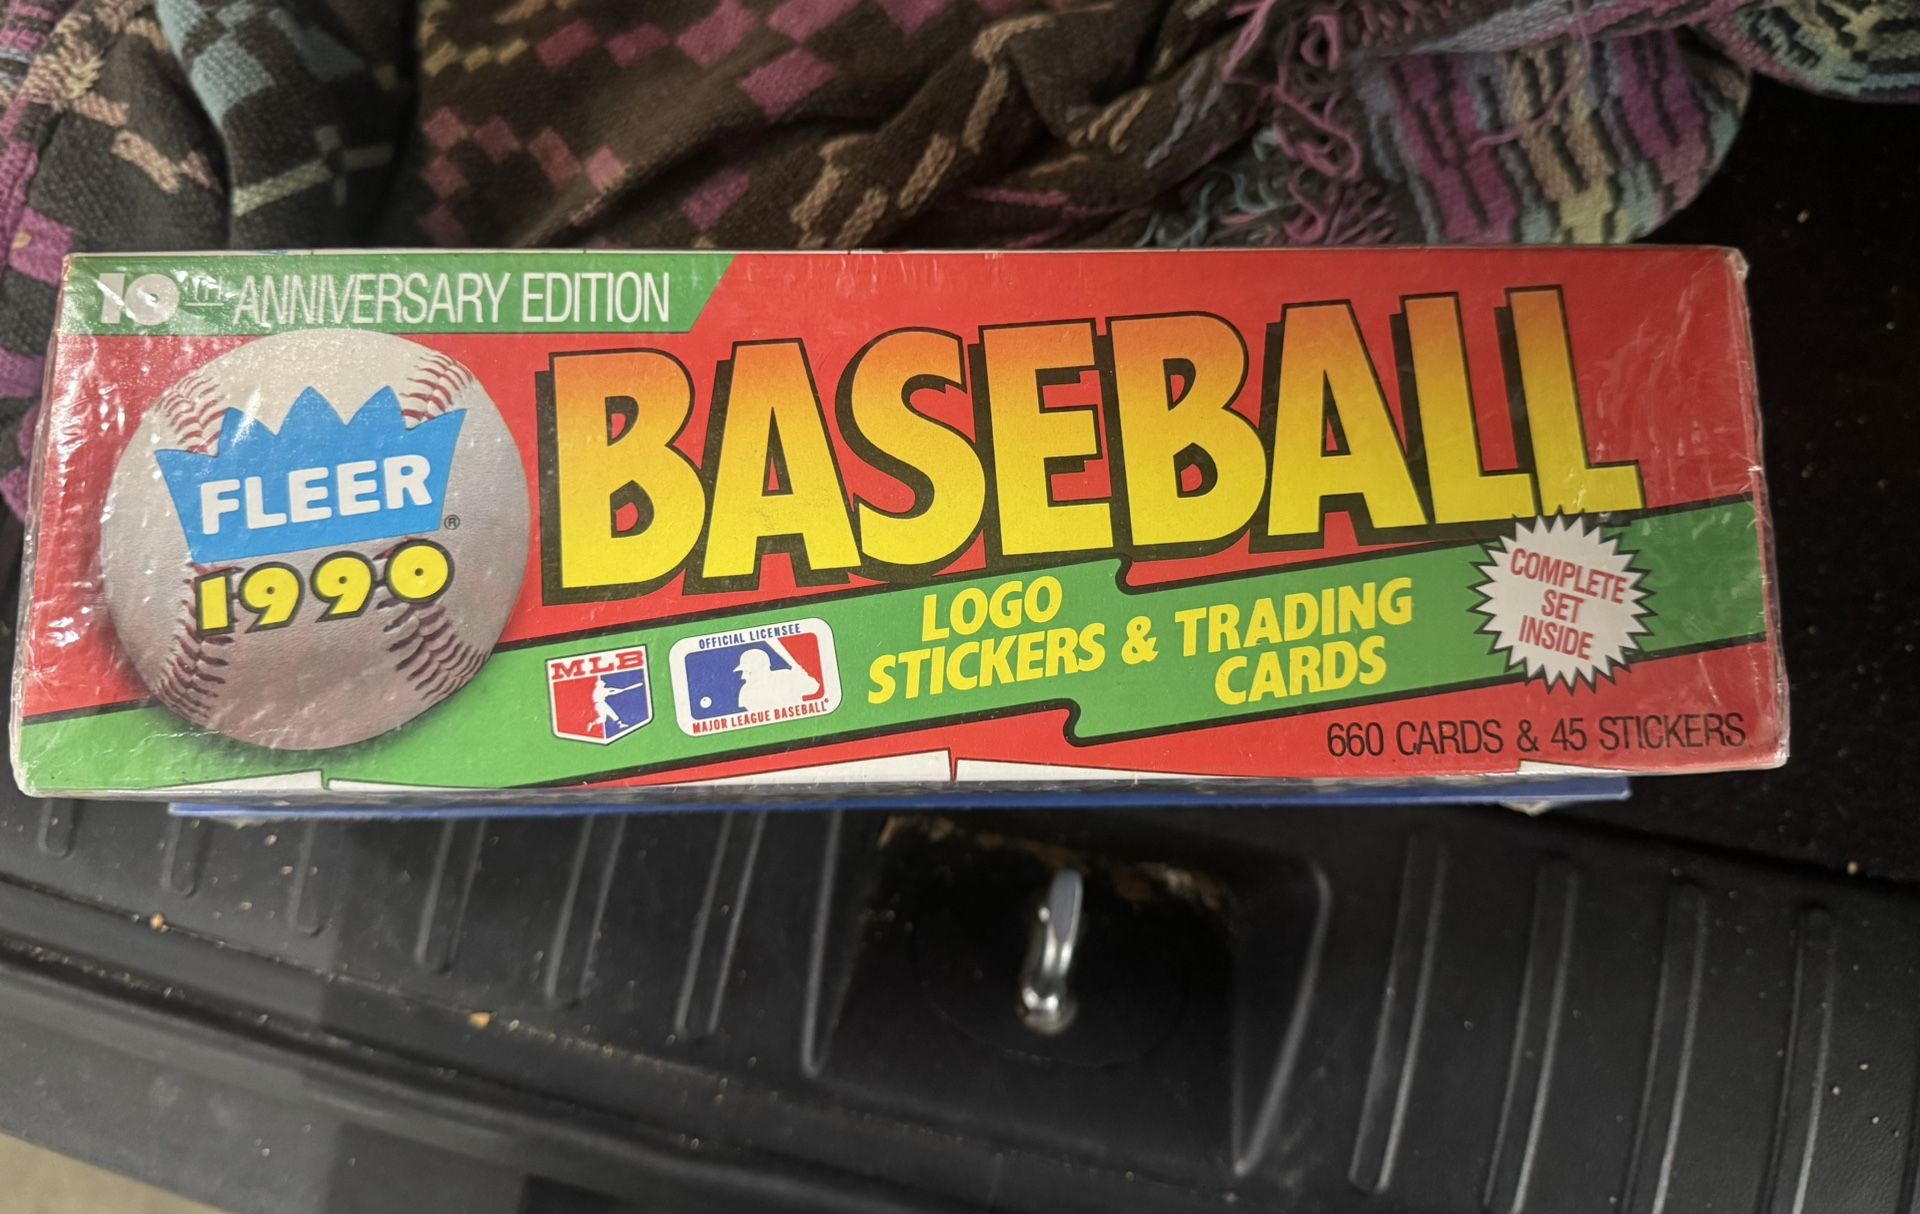 10TH ANNIVERSARY EDITION
FLEER®
1990
BASEBALL
MLB
OFFICIAL LICENSEE
MAJOR LEAGUE BASEBALL®
LOGO
STICKERS & TRADING
CARDS
COMPLETE
SET
INSIDE
660 CARDS & 45 STICKERS